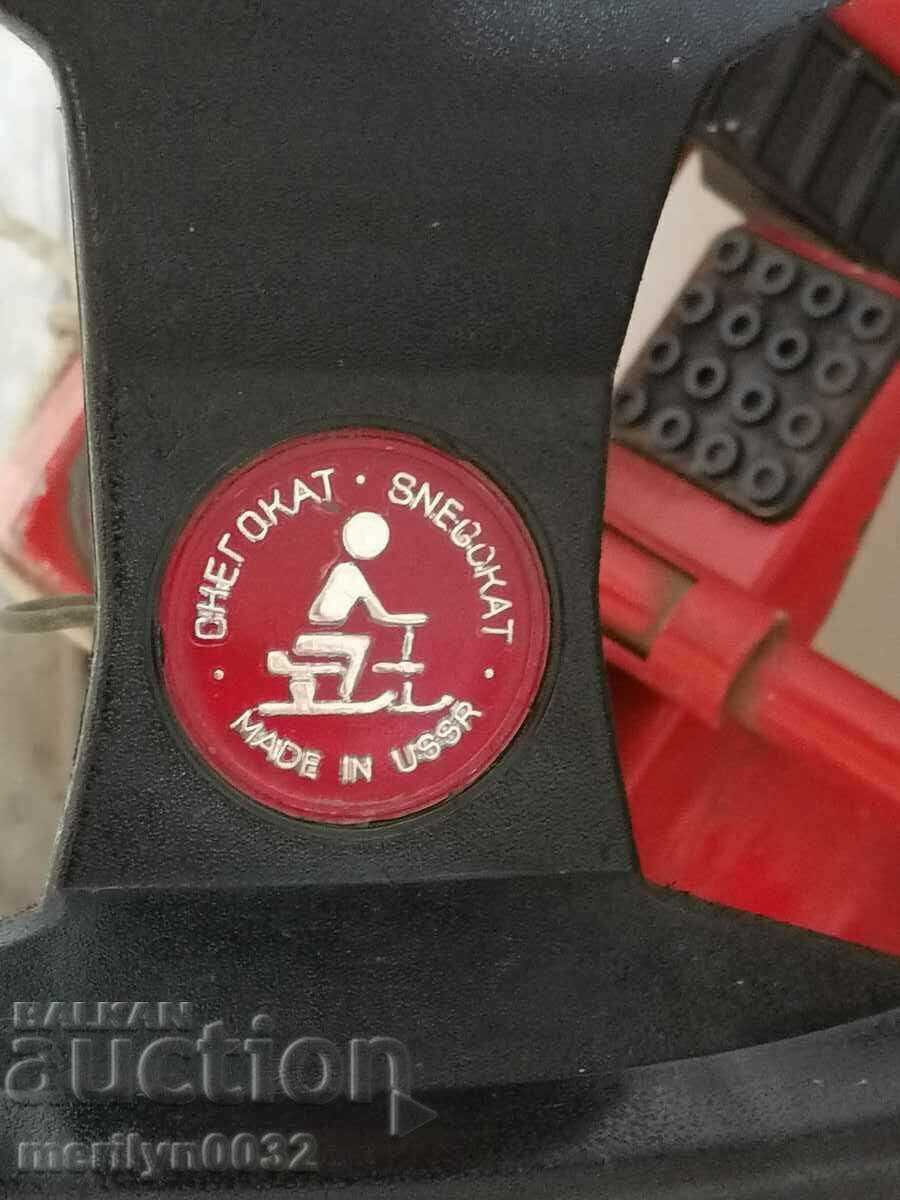 СНЕГОКАТ · SNEGOKAT
MADE IN USSR
BALKAN
auction
merilyn0032